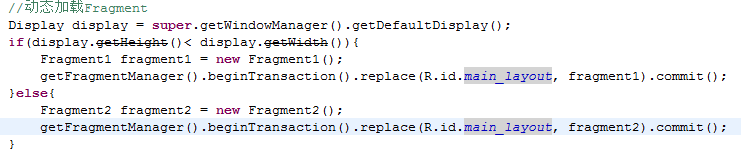 //动态加载Fragment
Display display = super.getWindowManager().getDefaultDisplay();
if(display.getHeight()< display.getWidth()){
    Fragment1 fragment1 = new Fragment1();
    getFragmentManager().beginTransaction().replace(R.id.main_layout, fragment1).commit();
}else{
    Fragment2 fragment2 = new Fragment2();
    getFragmentManager().beginTransaction().replace(R.id.main_layout, fragment2).commit();
}